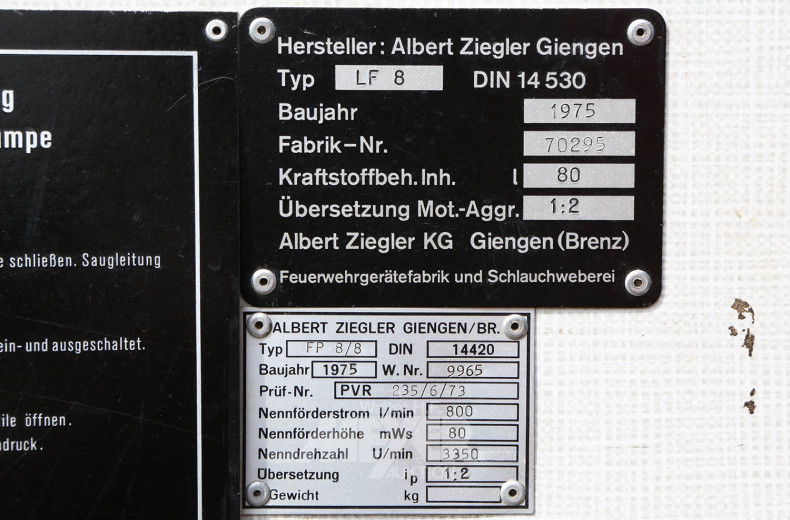 g
umpe
e schließen. Saugleitung
ein- und ausgeschaltet.
ile öffnen.
druck.
Hersteller: Albert Ziegler Giengen
Typ LF 8 DIN 14 530
Baujahr 1975
Fabrik-Nr. 70295
Kraftstoffbeh. Inh. l 80
Übersetzung Mot.-Aggr. 1:2
Albert Ziegler KG Giengen (Brenz)
Feuerwehrgerätefabrik und Schlauchweberei
ALBERT ZIEGLER GIENGEN/BR.
Typ FP 8/8 DIN 14420
Baujahr 1975 W. Nr. 9965
Prüf-Nr. PVR 235/6/73
Nennförderstrom l/min 800
Nennförderhöhe mWs 80
Nenndrehzahl U/min 3350
Übersetzung ip 1:2
Gewicht kg